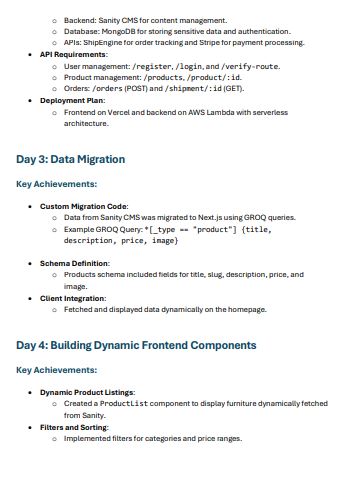 o Backend: Sanity CMS for content management.
o Database: MongoDB for storing sensitive data and authentication.
o APIs: ShipEngine for order tracking and Stripe for payment processing.
• API Requirements:
o User management: /register, /login, and /verify-route.
o Product management: /products, /product/:id.
o Orders: /orders (POST) and /shipment/:id (GET).
• Deployment Plan:
o Frontend on Vercel and backend on AWS Lambda with serverless
architecture.
Day 3: Data Migration
Key Achievements:
• Custom Migration Code:
o Data from Sanity CMS was migrated to Next.js using GROQ queries.
o Example GROQ Query: *[_type == "product"] {title,
description, price, image}
• Schema Definition:
o Products schema included fields for title, slug, description, price, and
image.
• Client Integration:
o Fetched and displayed data dynamically on the homepage.
Day 4: Building Dynamic Frontend Components
Key Achievements:
• Dynamic Product Listings:
o Created a ProductList component to display furniture dynamically fetched
from Sanity.
• Filters and Sorting:
o Implemented filters for categories and price ranges.